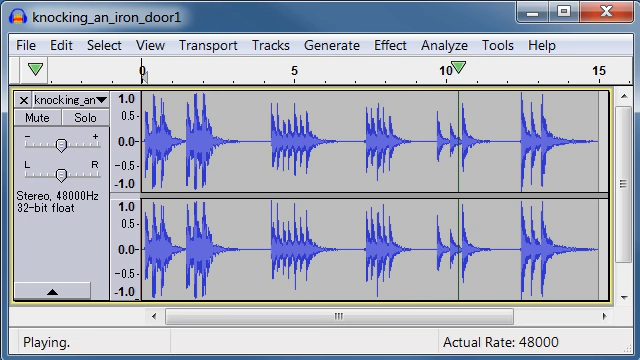 knocking_an_iron_door1
File Edit Select View Transport Tracks Generate Effect Analyze Tools Help
0 5 10 15
knocking_an
Mute Solo
- +
L R
Stereo, 48000Hz
32-bit float
1.0
0.5-
0.0-
-0.5-
-1.0
1.0
0.5-
0.0-
-0.5-
-1.0
Playing.
Actual Rate: 48000